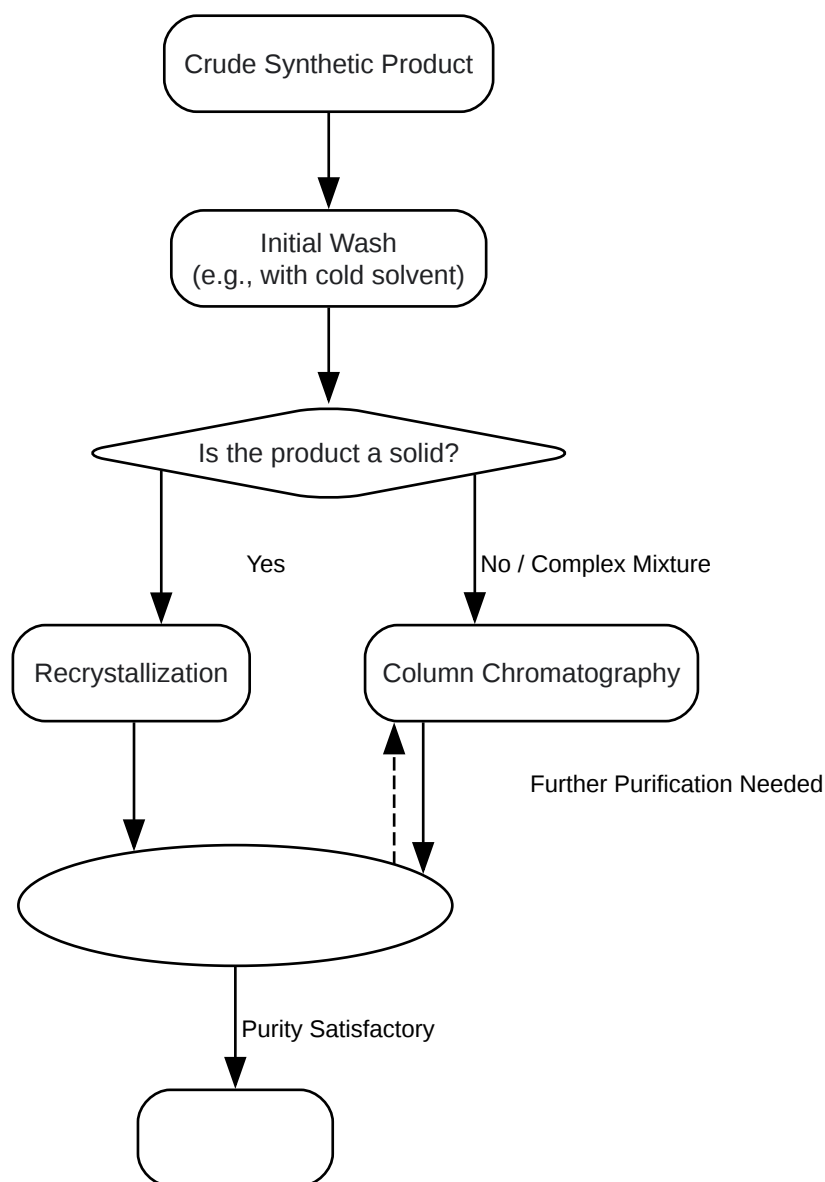 Crude Synthetic Product
Initial Wash
(e.g., with cold solvent)
Is the product a solid?
Yes
No / Complex Mixture
Recrystallization
Column Chromatography
Further Purification Needed
Purity Satisfactory